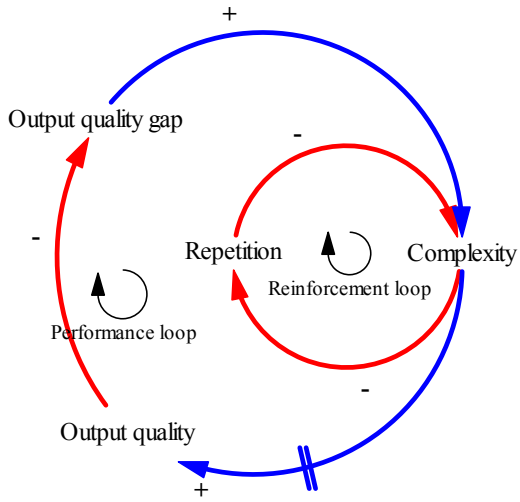 +
Output quality gap
-
-
Repetition
Complexity
Reinforcement loop
Performance loop
-
Output quality
+